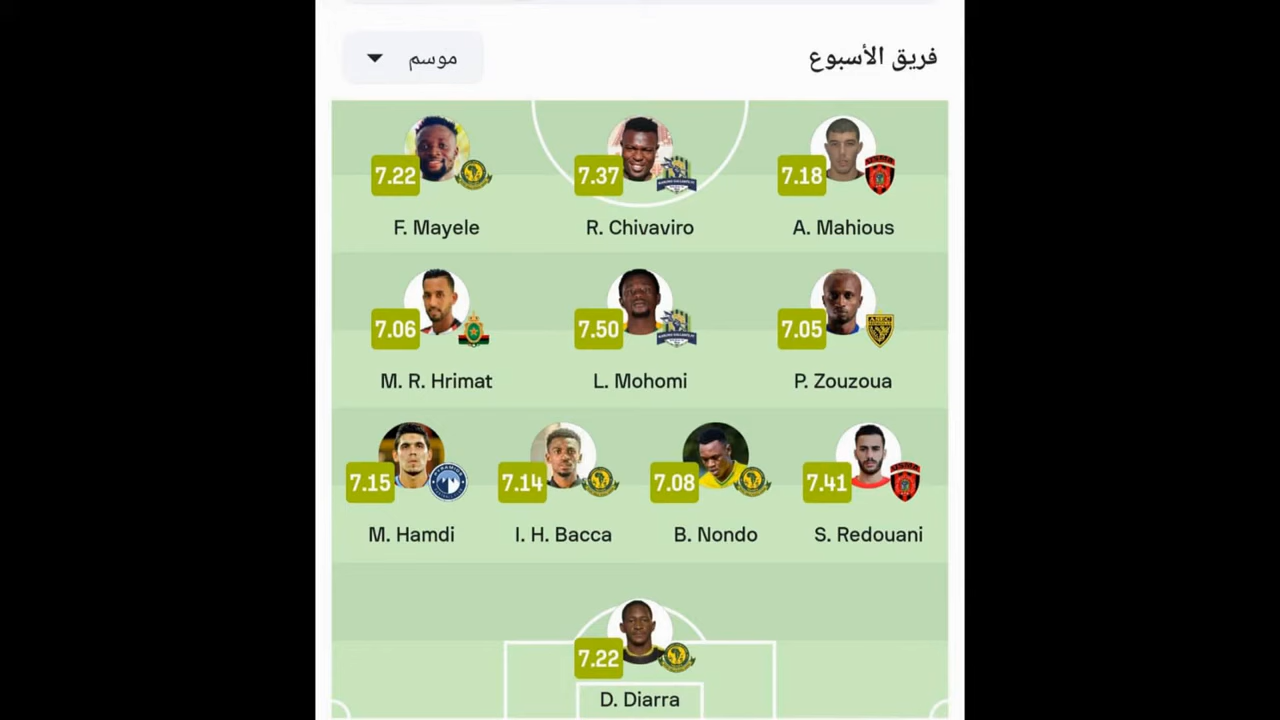 فريق الأسبوع
موسم
7.22 7.37 7.18
F. Mayele R. Chivaviro A. Mahious
7.06 7.50 7.05
M. R. Hrimat L. Mohomi P. Zouzoua
7.15 7.14 7.08 7.41
M. Hamdi I. H. Bacca B. Nondo S. Redouani
7.22
D. Diarra